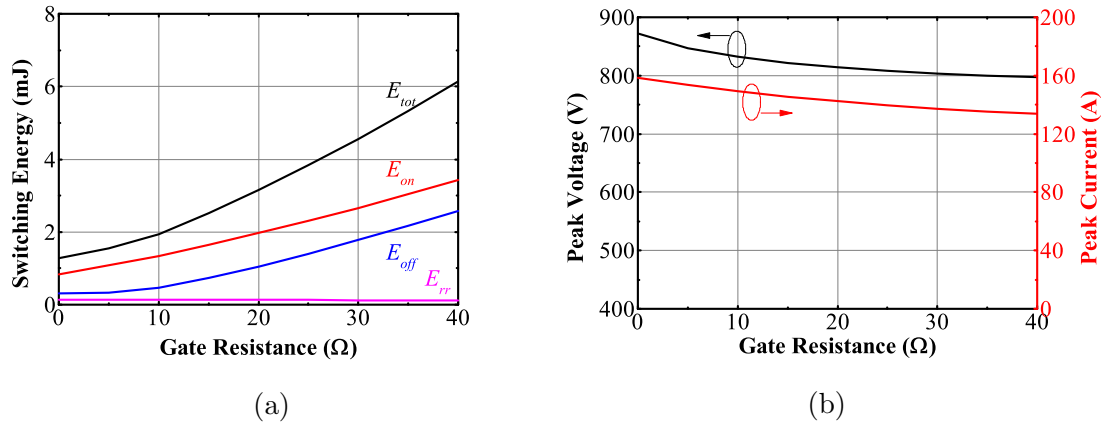 8
6
4
2
0
Switching Energy (mJ)
E_tot
E_on
E_off
E_rr
0 10 20 30 40
Gate Resistance (Ω)
(a)
900
800
700
600
500
400
Peak Voltage (V)
200
160
120
80
40
0
Peak Current (A)
0 10 20 30 40
Gate Resistance (Ω)
(b)